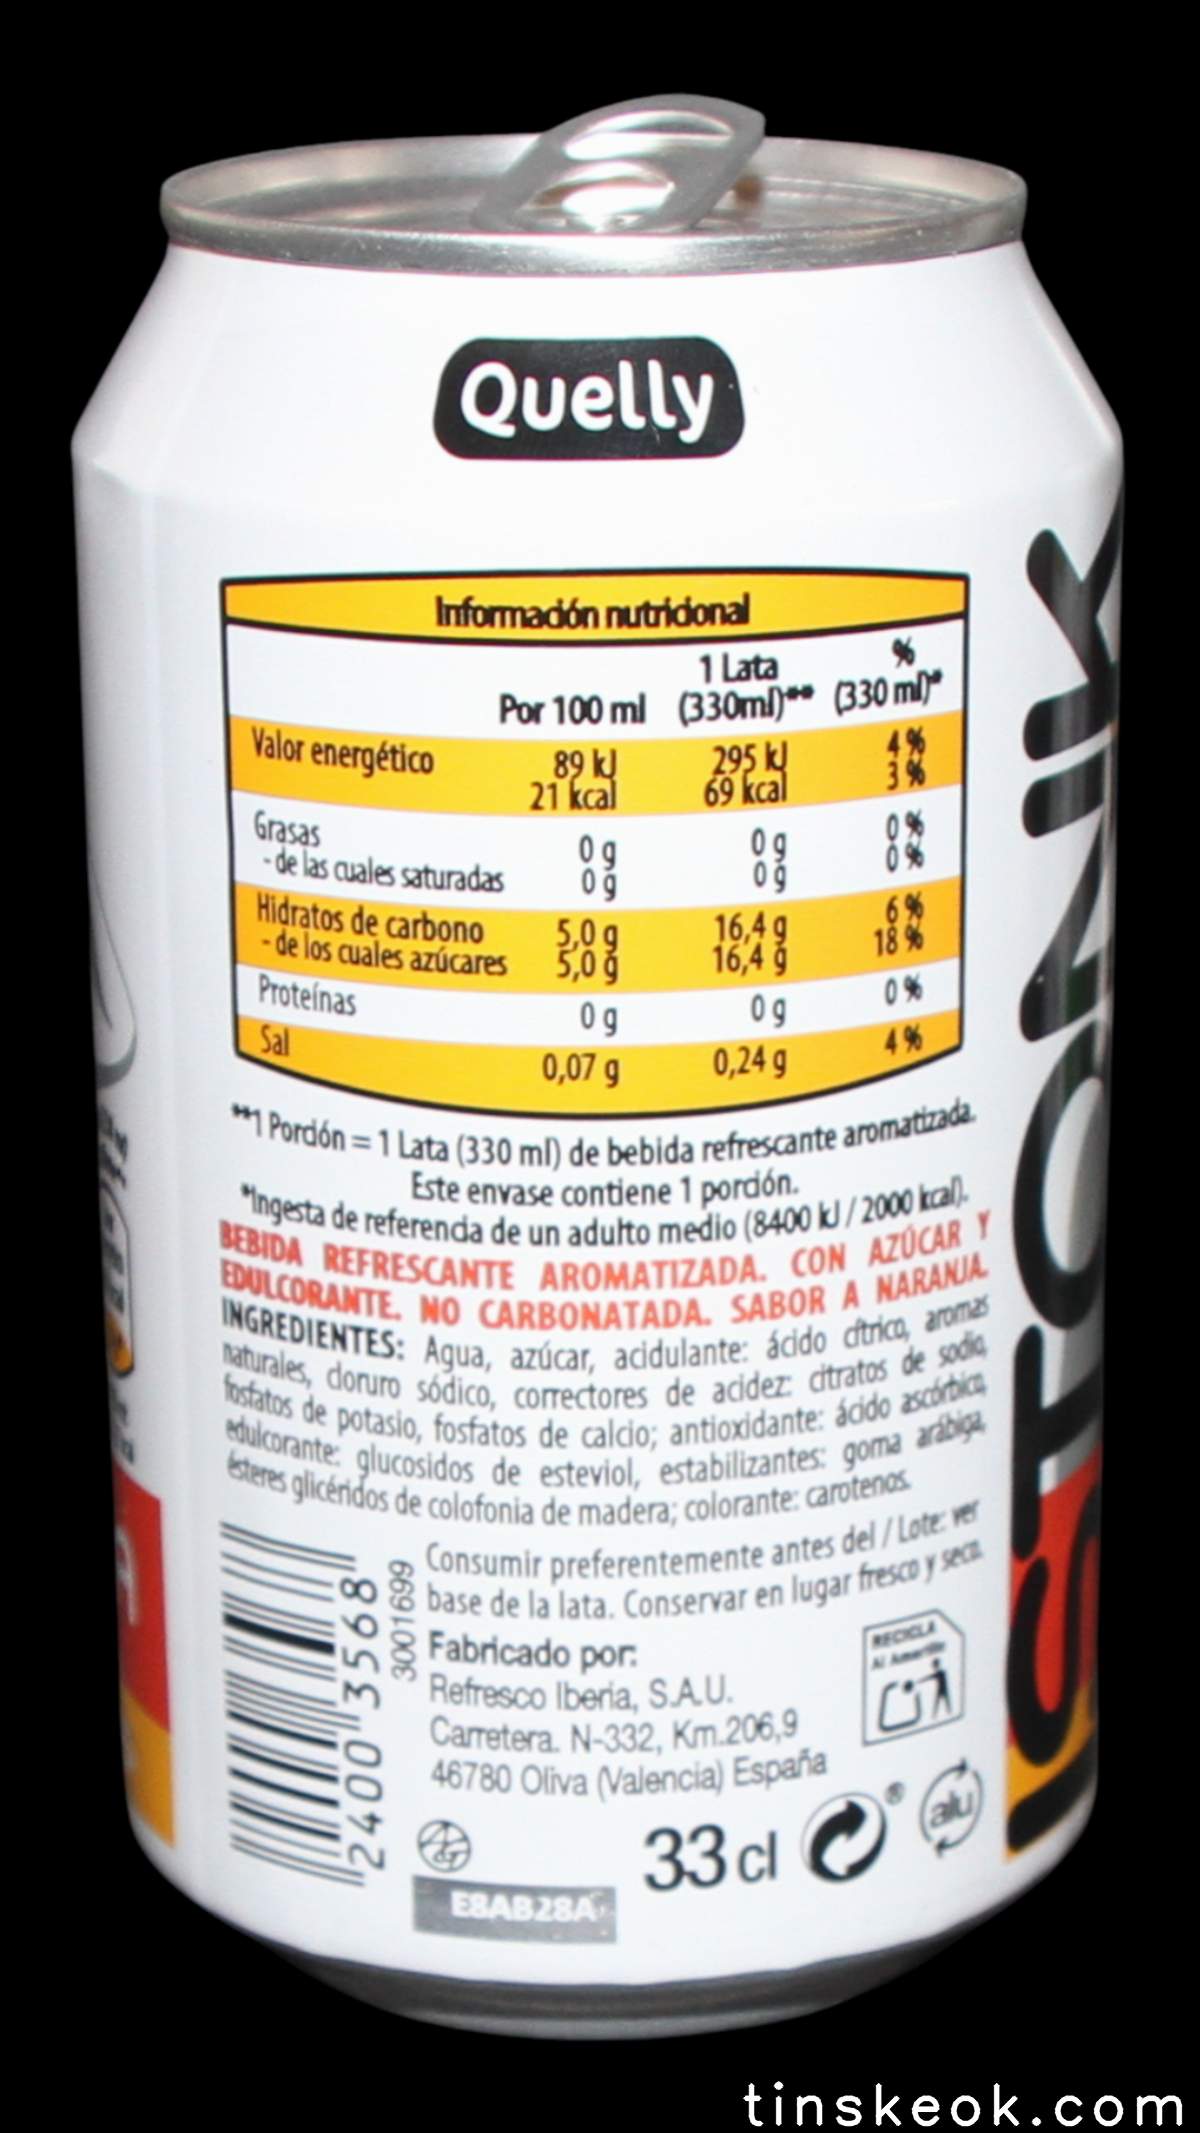 Quelly
Información nutricional
Por 100 ml 1 Lata (330ml)** % (330 ml)*
Valor energético 89 kJ 295 kJ 4 %
21 kcal 69 kcal 3 %
Grasas 0 g 0 g 0 %
- de las cuales saturadas 0 g 0 g 0 %
Hidratos de carbono 5,0 g 16,4 g 6 %
- de los cuales azúcares 5,0 g 16,4 g 18 %
Proteínas 0 g 0 g 0 %
Sal 0,07 g 0,24 g 4 %
**1 Porción = 1 Lata (330 ml) de bebida refrescante aromatizada.
Este envase contiene 1 porción.
*Ingesta de referencia de un adulto medio (8400 kJ / 2000 kcal).
BEBIDA REFRESCANTE AROMATIZADA. CON AZÚCAR Y
EDULCORANTE. NO CARBONATADA. SABOR A NARANJA.
INGREDIENTES: Agua, azúcar, acidulante: ácido cítrico, aromas
naturales, cloruro sódico, correctores de acidez: citratos de sodio,
fosfatos de potasio, fosfatos de calcio; antioxidante: ácido ascórbico,
edulcorante: glucosidos de esteviol, estabilizantes: goma arábiga,
ésteres glicéridos de colofonia de madera; colorante: carotenos.
Consumir preferentemente antes del / Lote: ver
base de la lata. Conservar en lugar fresco y seco.
Fabricado por:
Refresco Iberia, S.A.U.
Carretera. N-332, Km.206,9
46780 Oliva (Valencia) España
RECICLA
Al Amarillo
2400 3568
3001699
33 cl
®
alu
E8AB28A
ISTONIK
tinskeok.com